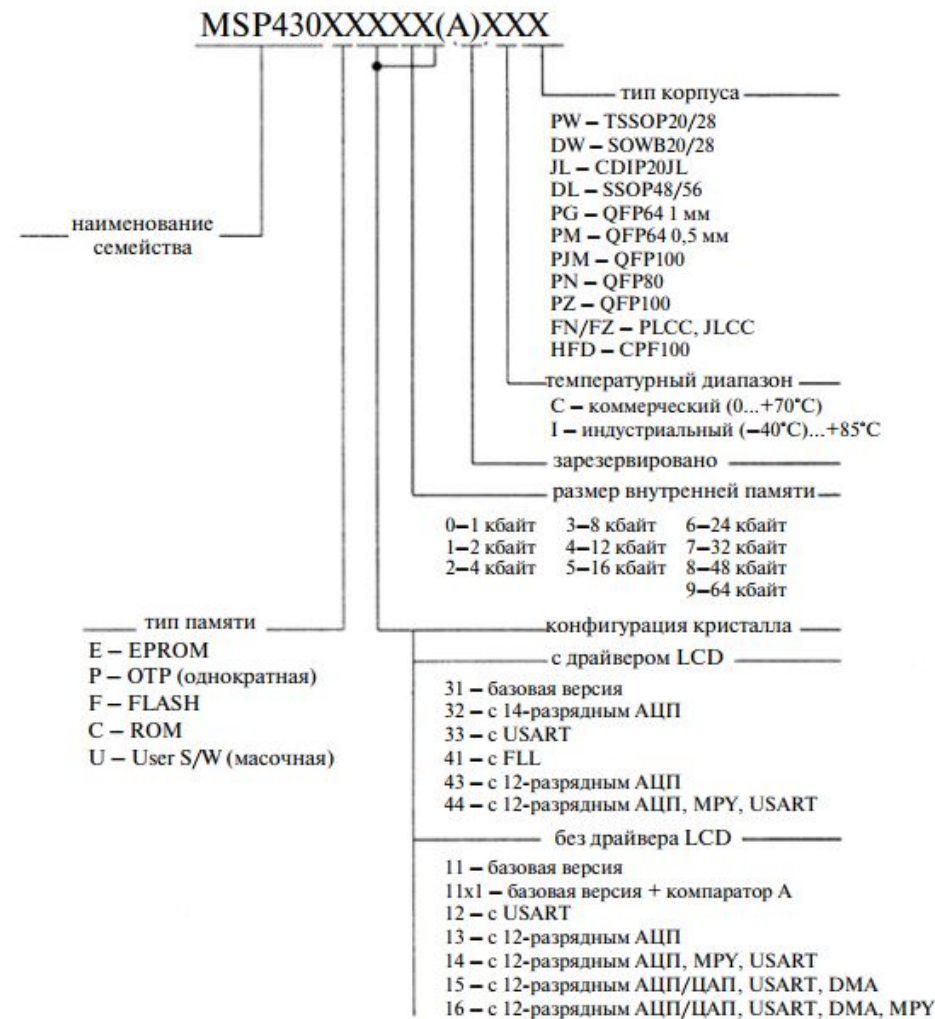 MSP430XXXXX(A)XXX
тип корпуса
PW – TSSOP20/28
DW – SOWB20/28
JL – CDIP20JL
DL – SSOP48/56
PG – QFP64 1 мм
PM – QFP64 0,5 мм
PJM – QFP100
PN – QFP80
PZ – QFP100
FN/FZ – PLCC, JLCC
HFD – CPF100
наименование
семейства
температурный диапазон
C – коммерческий (0...+70°C)
I – индустриальный (–40°C)...+85°C
зарезервировано
размер внутренней памяти
0–1 кбайт 3–8 кбайт 6–24 кбайт
1–2 кбайт 4–12 кбайт 7–32 кбайт
2–4 кбайт 5–16 кбайт 8–48 кбайт
9–64 кбайт
тип памяти
E – EPROM
P – OTP (однократная)
F – FLASH
C – ROM
U – User S/W (масочная)
конфигурация кристалла
с драйвером LCD
31 – базовая версия
32 – с 14-разрядным АЦП
33 – с USART
41 – с FLL
43 – с 12-разрядным АЦП
44 – с 12-разрядным АЦП, MPY, USART
без драйвера LCD
11 – базовая версия
11x1 – базовая версия + компаратор А
12 – с USART
13 – с 12-разрядным АЦП
14 – с 12-разрядным АЦП, MPY, USART
15 – с 12-разрядным АЦП/ЦАП, USART, DMA
16 – с 12-разрядным АЦП/ЦАП, USART, DMA, MPY